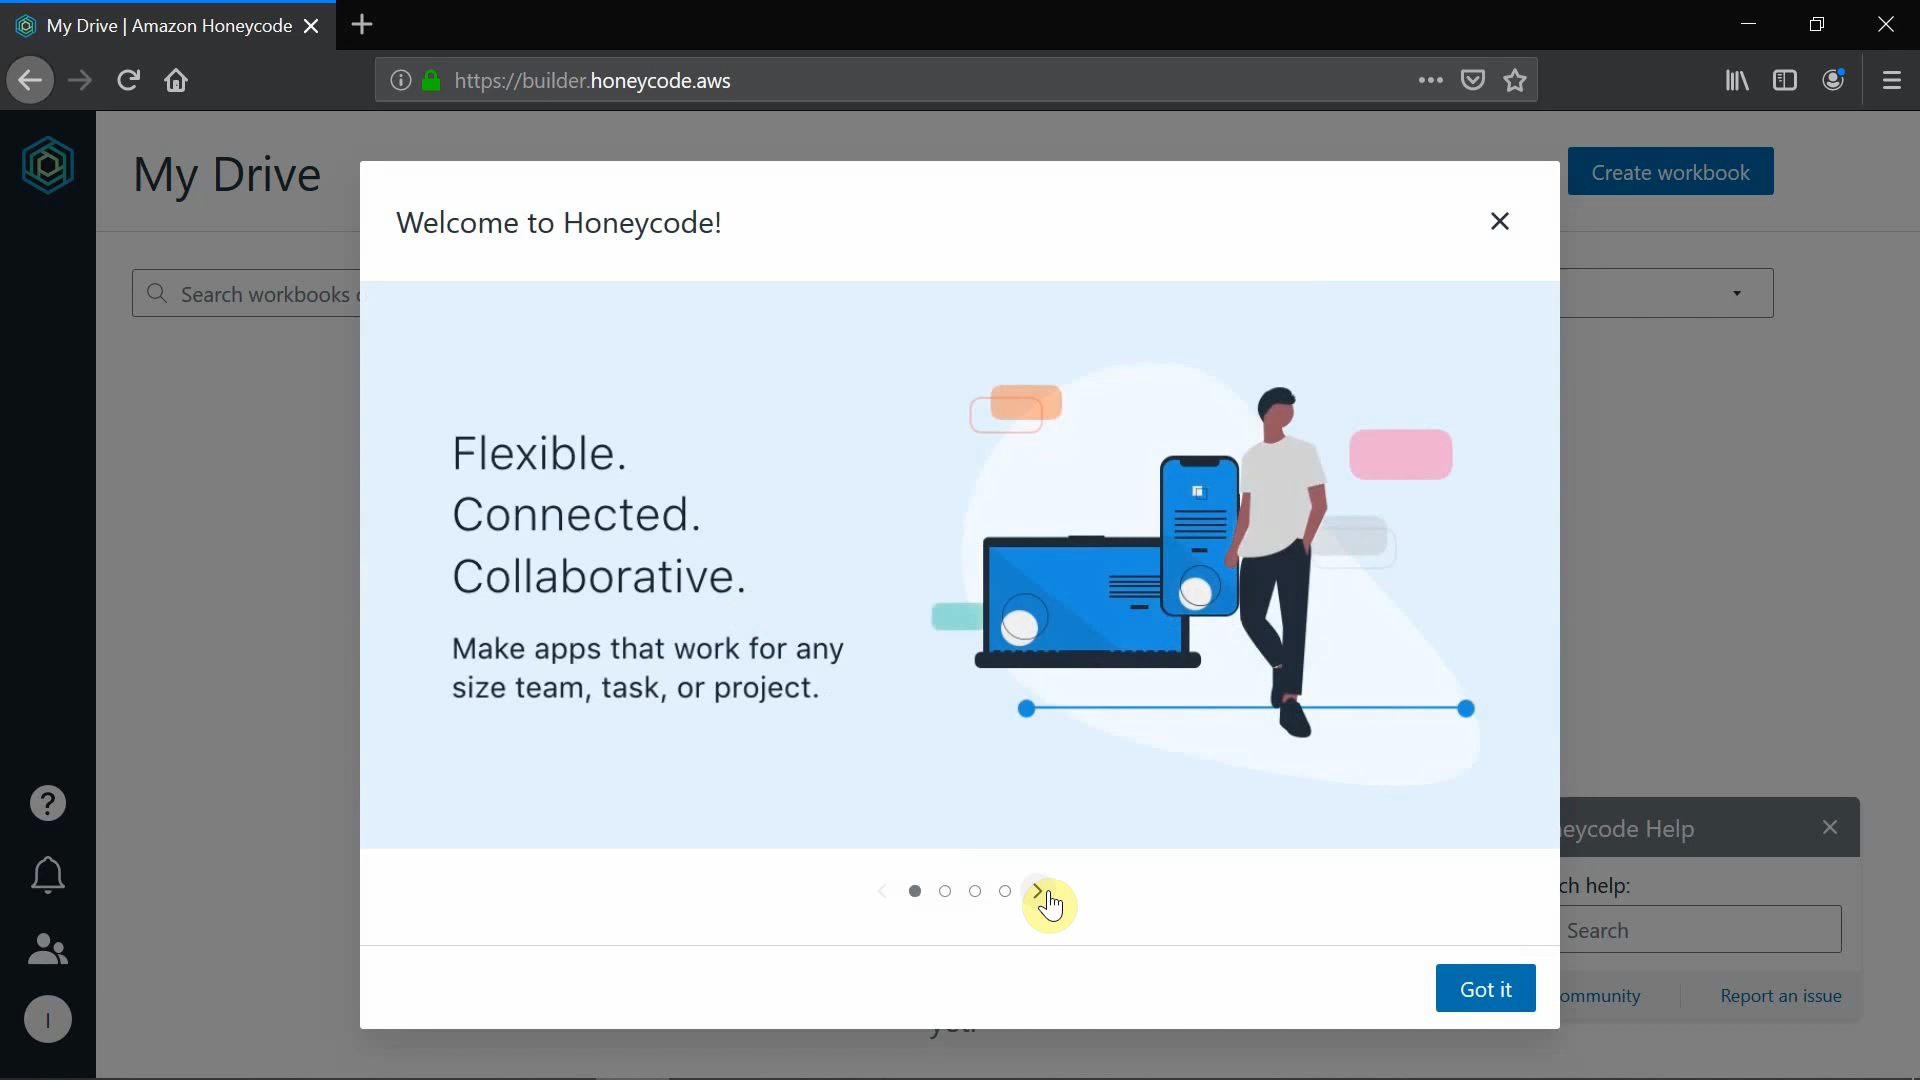 My Drive | Amazon Honeycode
https://builder.honeycode.aws
My Drive
Create workbook
Welcome to Honeycode!
Search workbooks
Flexible.
Connected.
Collaborative.
Make apps that work for any
size team, task, or project.
eycode Help
ch help:
Search
Got it
ommunity
Report an issue
yet.
I